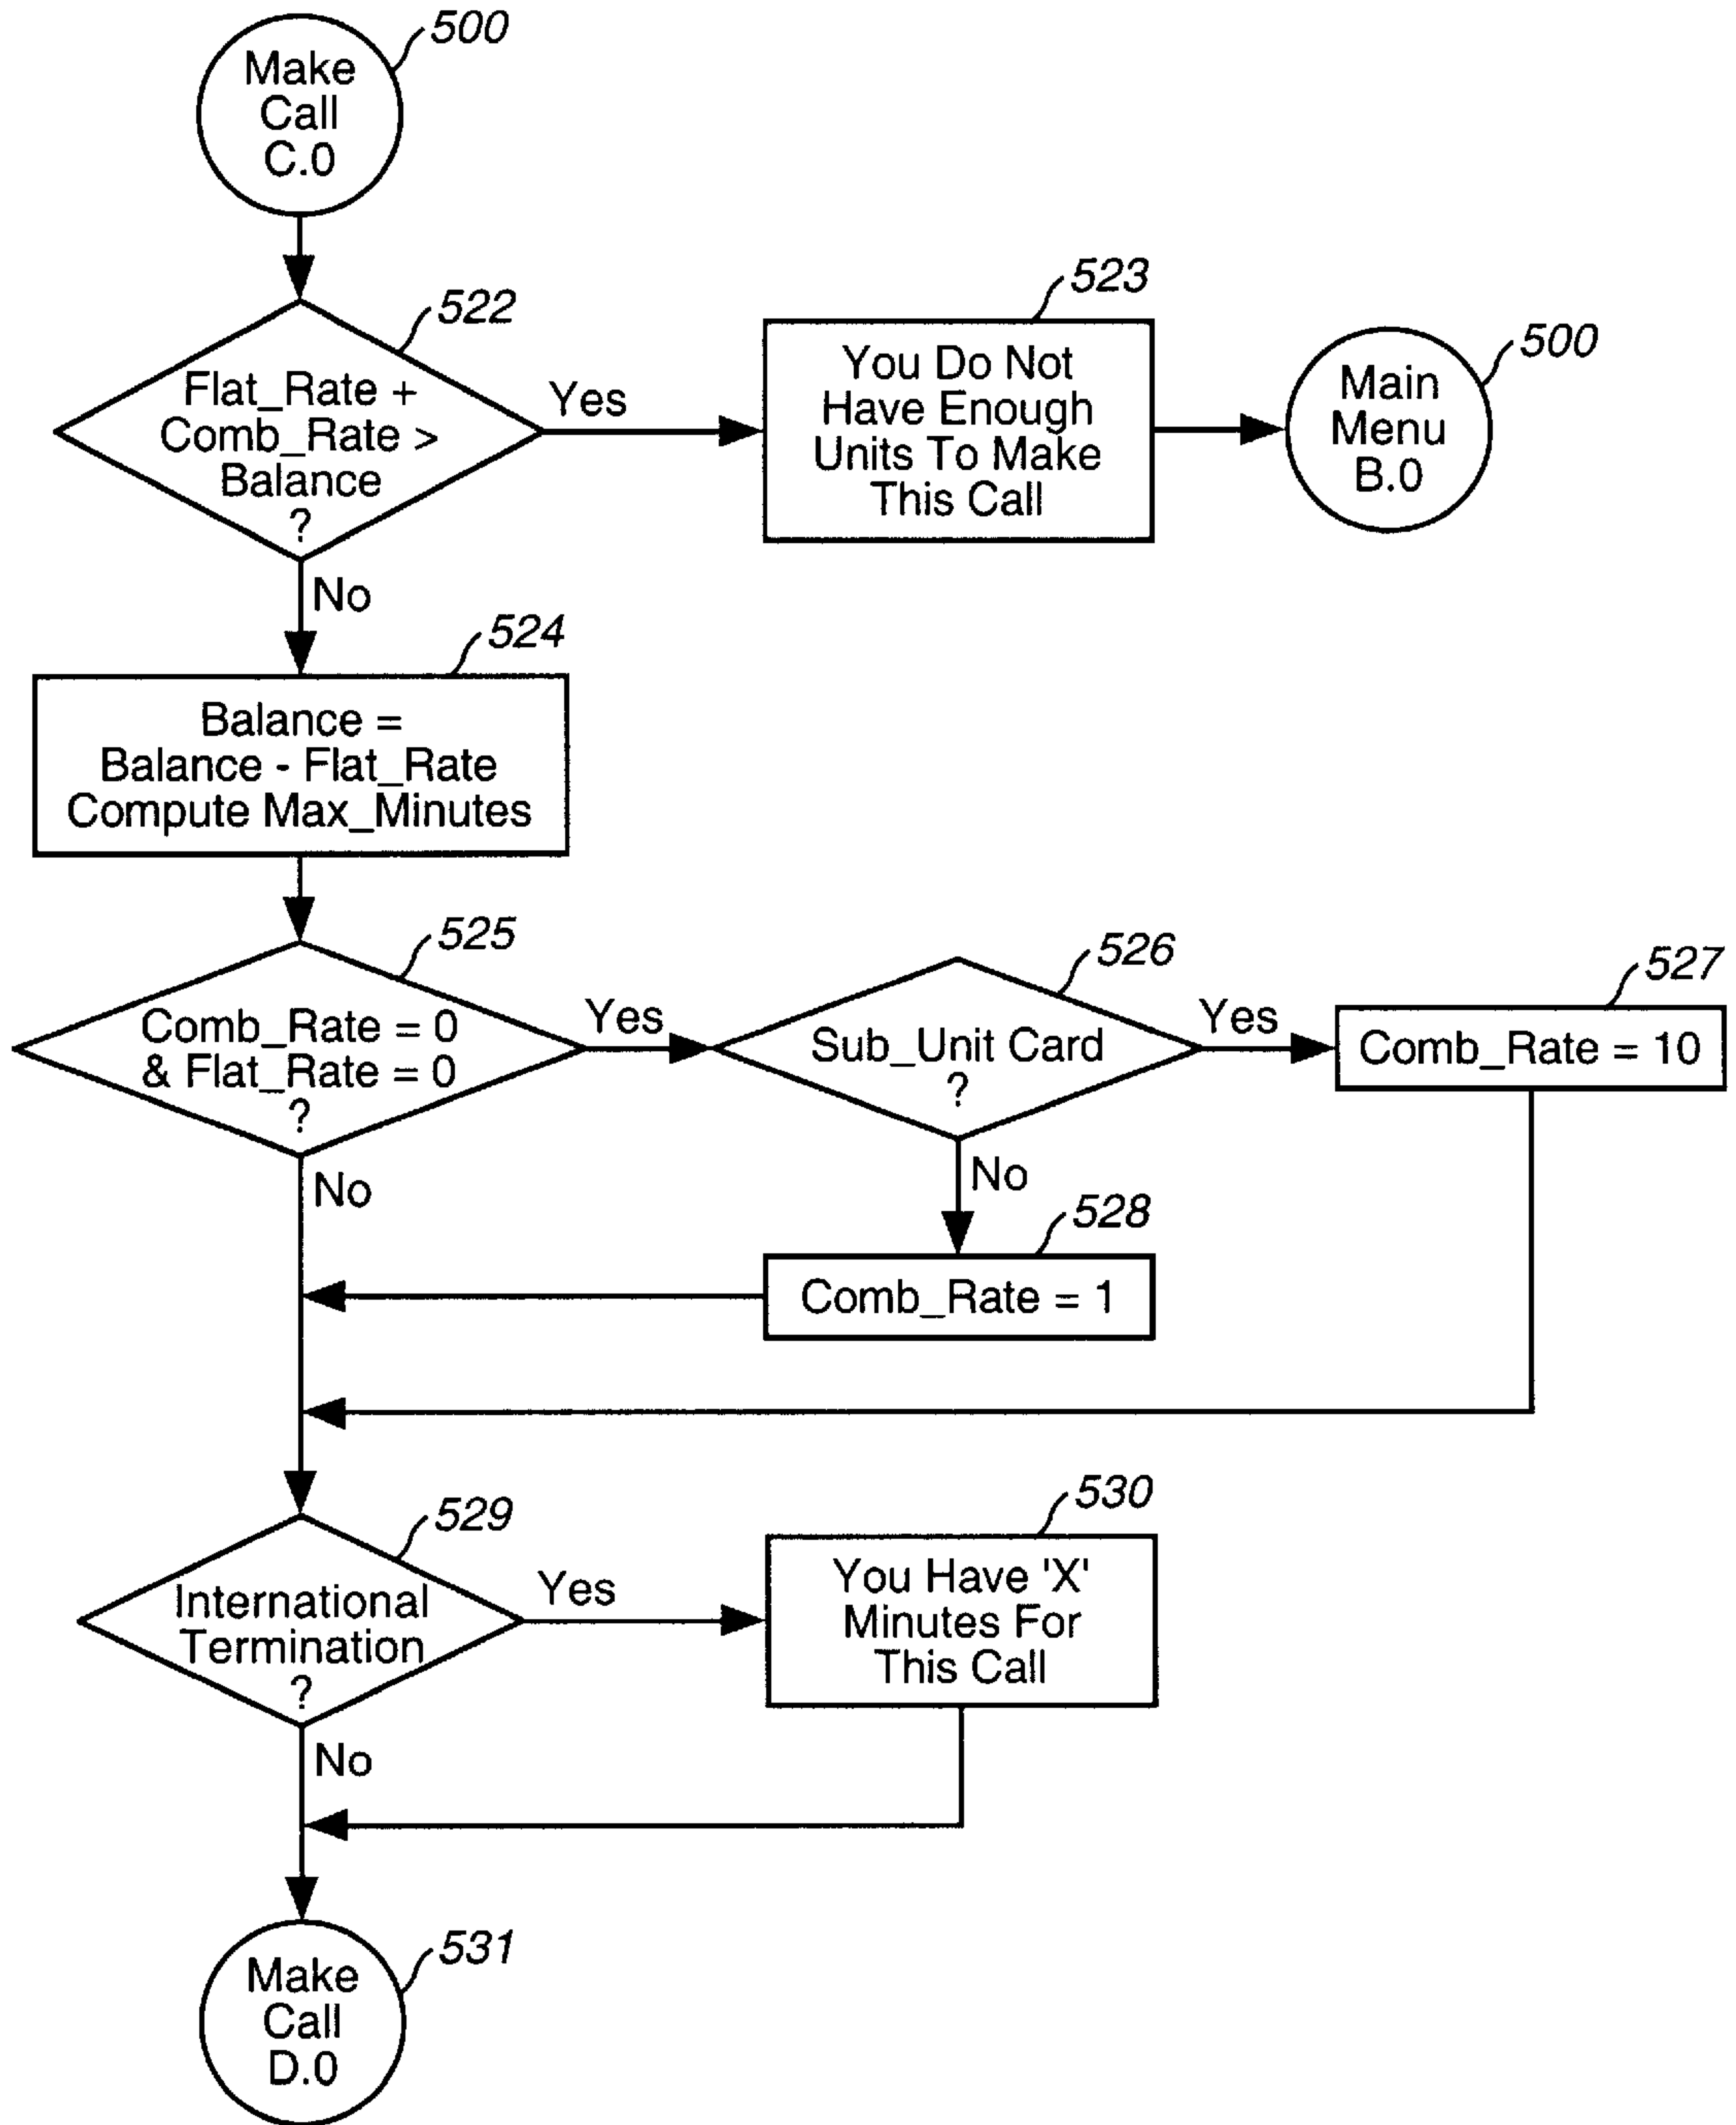 500
Make
Call
C.0
522
Flat_Rate +
Comb_Rate >
Balance
?
Yes
523
You Do Not
Have Enough
Units To Make
This Call
500
Main
Menu
B.0
No
524
Balance =
Balance - Flat_Rate
Compute Max_Minutes
525
Comb_Rate = 0
& Flat_Rate = 0
?
Yes
526
Sub_Unit Card
?
Yes
527
Comb_Rate = 10
No
No
528
Comb_Rate = 1
529
International
Termination
?
Yes
530
You Have 'X'
Minutes For
This Call
No
531
Make
Call
D.0